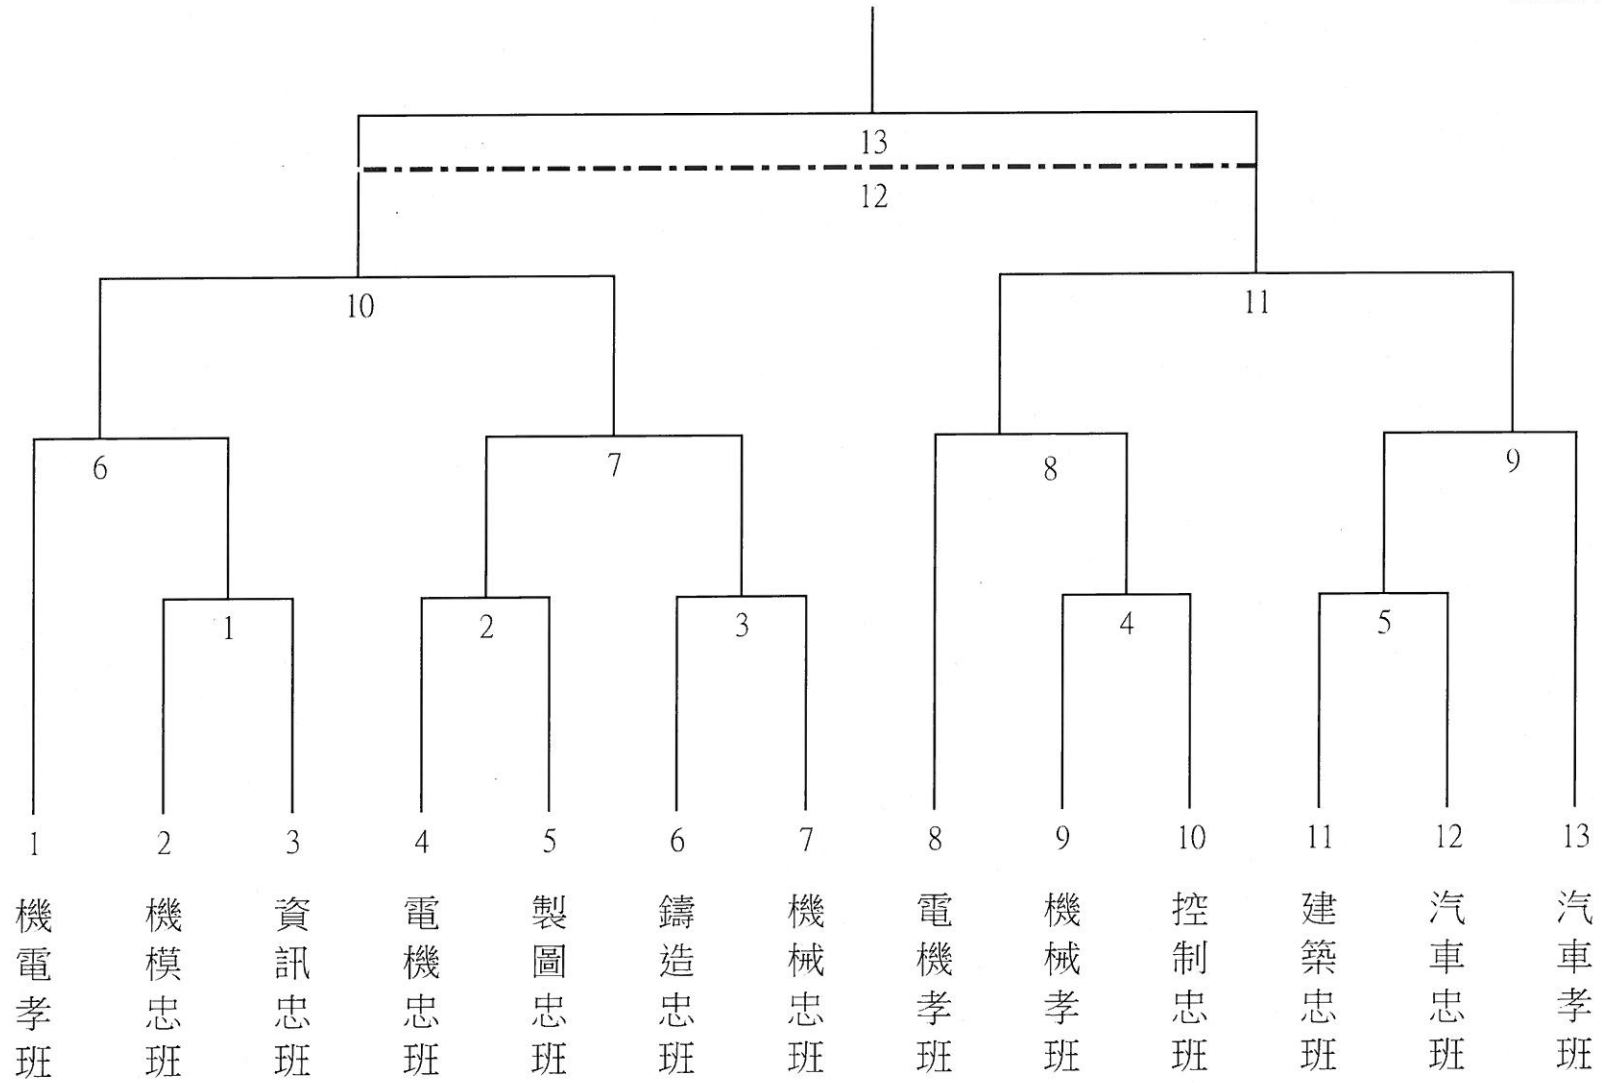 13
12
10
11
6
7
8
9
1
2
3
4
5
1 2 3 4 5 6 7 8 9 10 11 12 13
機電孝班
機模忠班
資訊忠班
電機忠班
製圖忠班
鑄造忠班
機械忠班
電機孝班
機械孝班
控制忠班
建築忠班
汽車忠班
汽車孝班